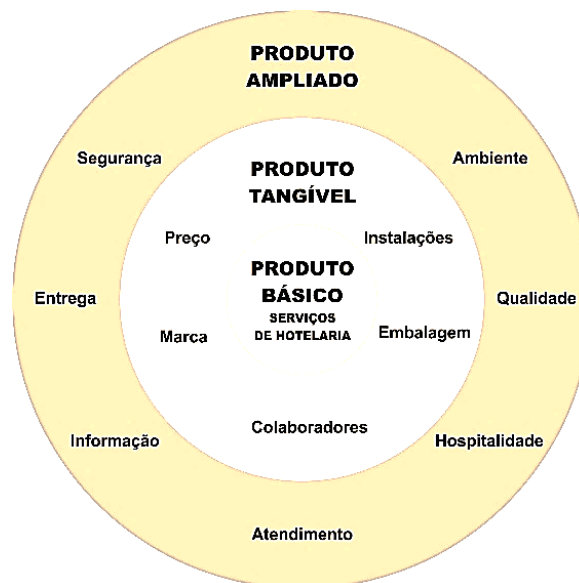 PRODUTO
AMPLIADO
Segurança
Ambiente
PRODUTO
TANGÍVEL
Preço
Instalações
PRODUTO
BÁSICO
SERVIÇOS
DE HOTELARIA
Entrega
Qualidade
Marca
Embalagem
Colaboradores
Informação
Hospitalidade
Atendimento